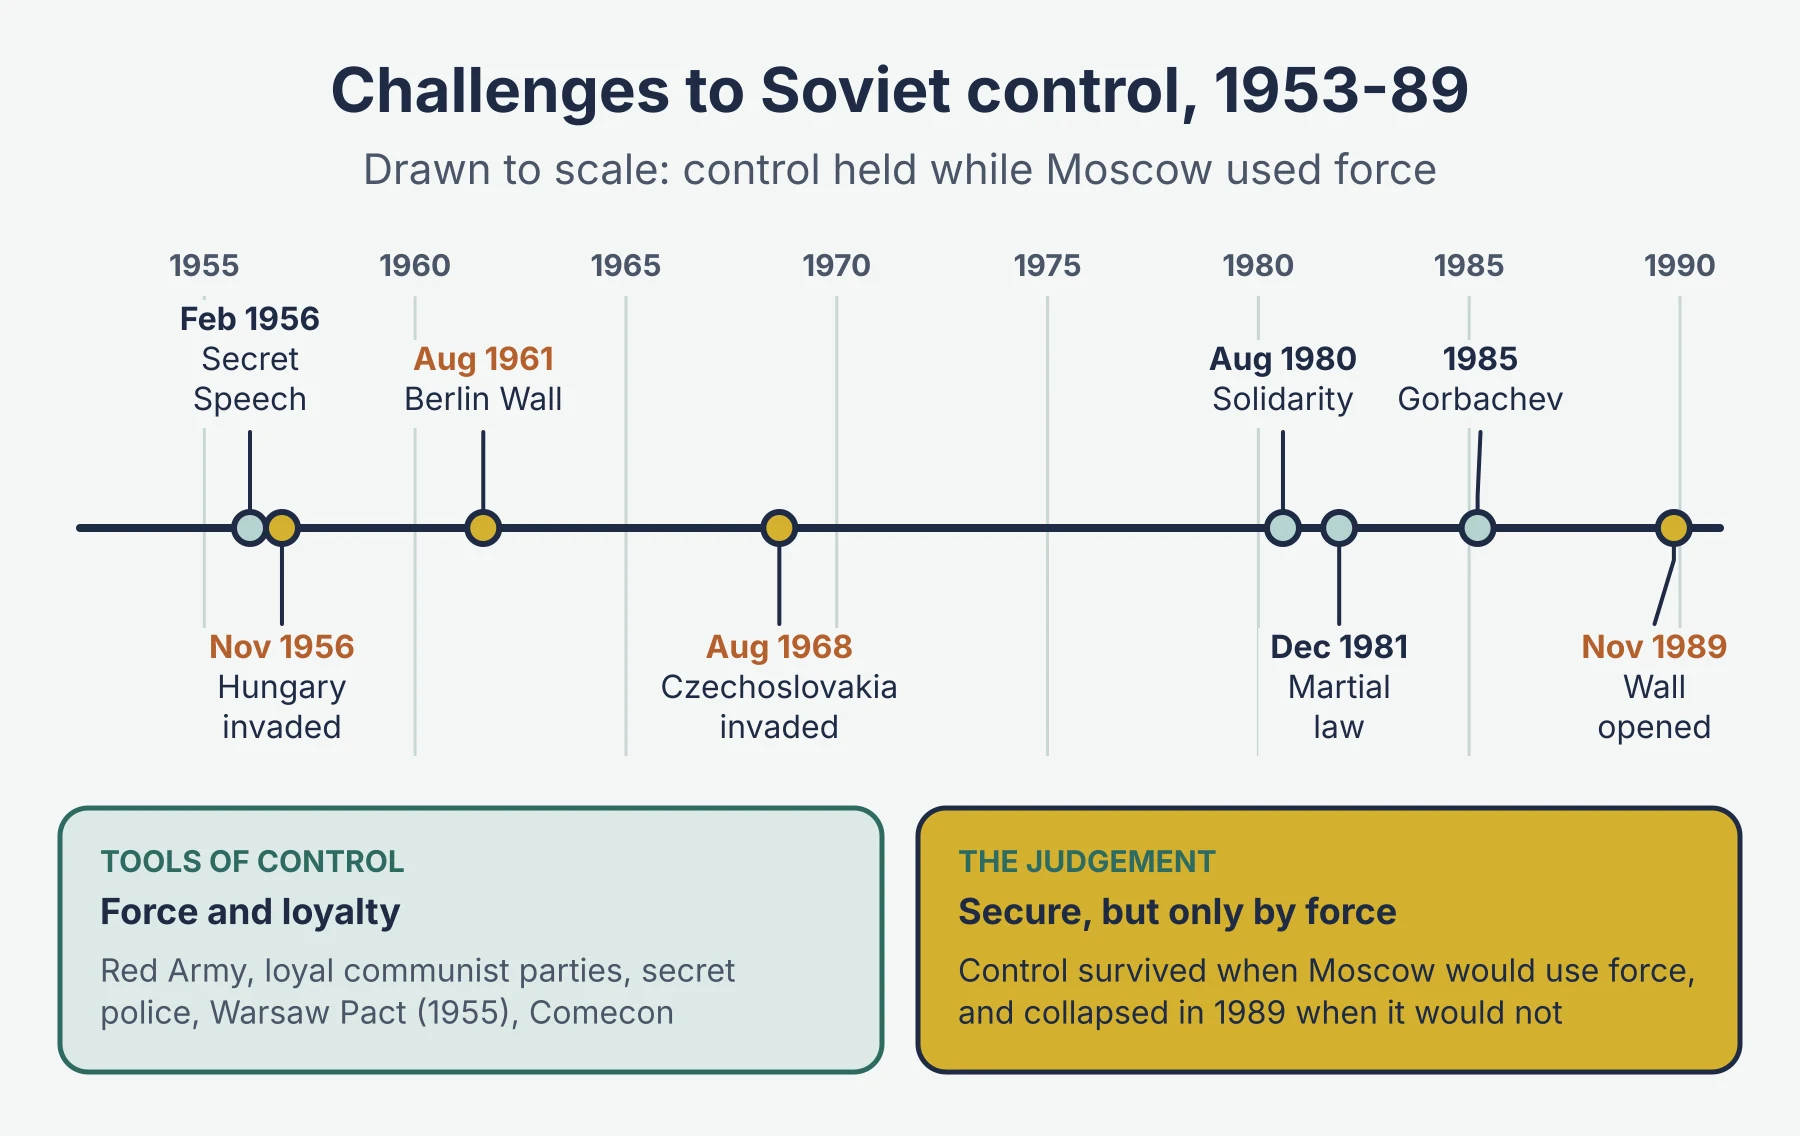 Challenges to Soviet control, 1953-89
Drawn to scale: control held while Moscow used force
1955 1960 1965 1970 1975 1980 1985 1990
Feb 1956
Secret
Speech
Aug 1961
Berlin Wall
Aug 1980
Solidarity
1985
Gorbachev
Nov 1956
Hungary
invaded
Aug 1968
Czechoslovakia
invaded
Dec 1981
Martial
law
Nov 1989
Wall
opened
TOOLS OF CONTROL
Force and loyalty
Red Army, loyal communist parties, secret
police, Warsaw Pact (1955), Comecon
THE JUDGEMENT
Secure, but only by force
Control survived when Moscow would use force,
and collapsed in 1989 when it would not